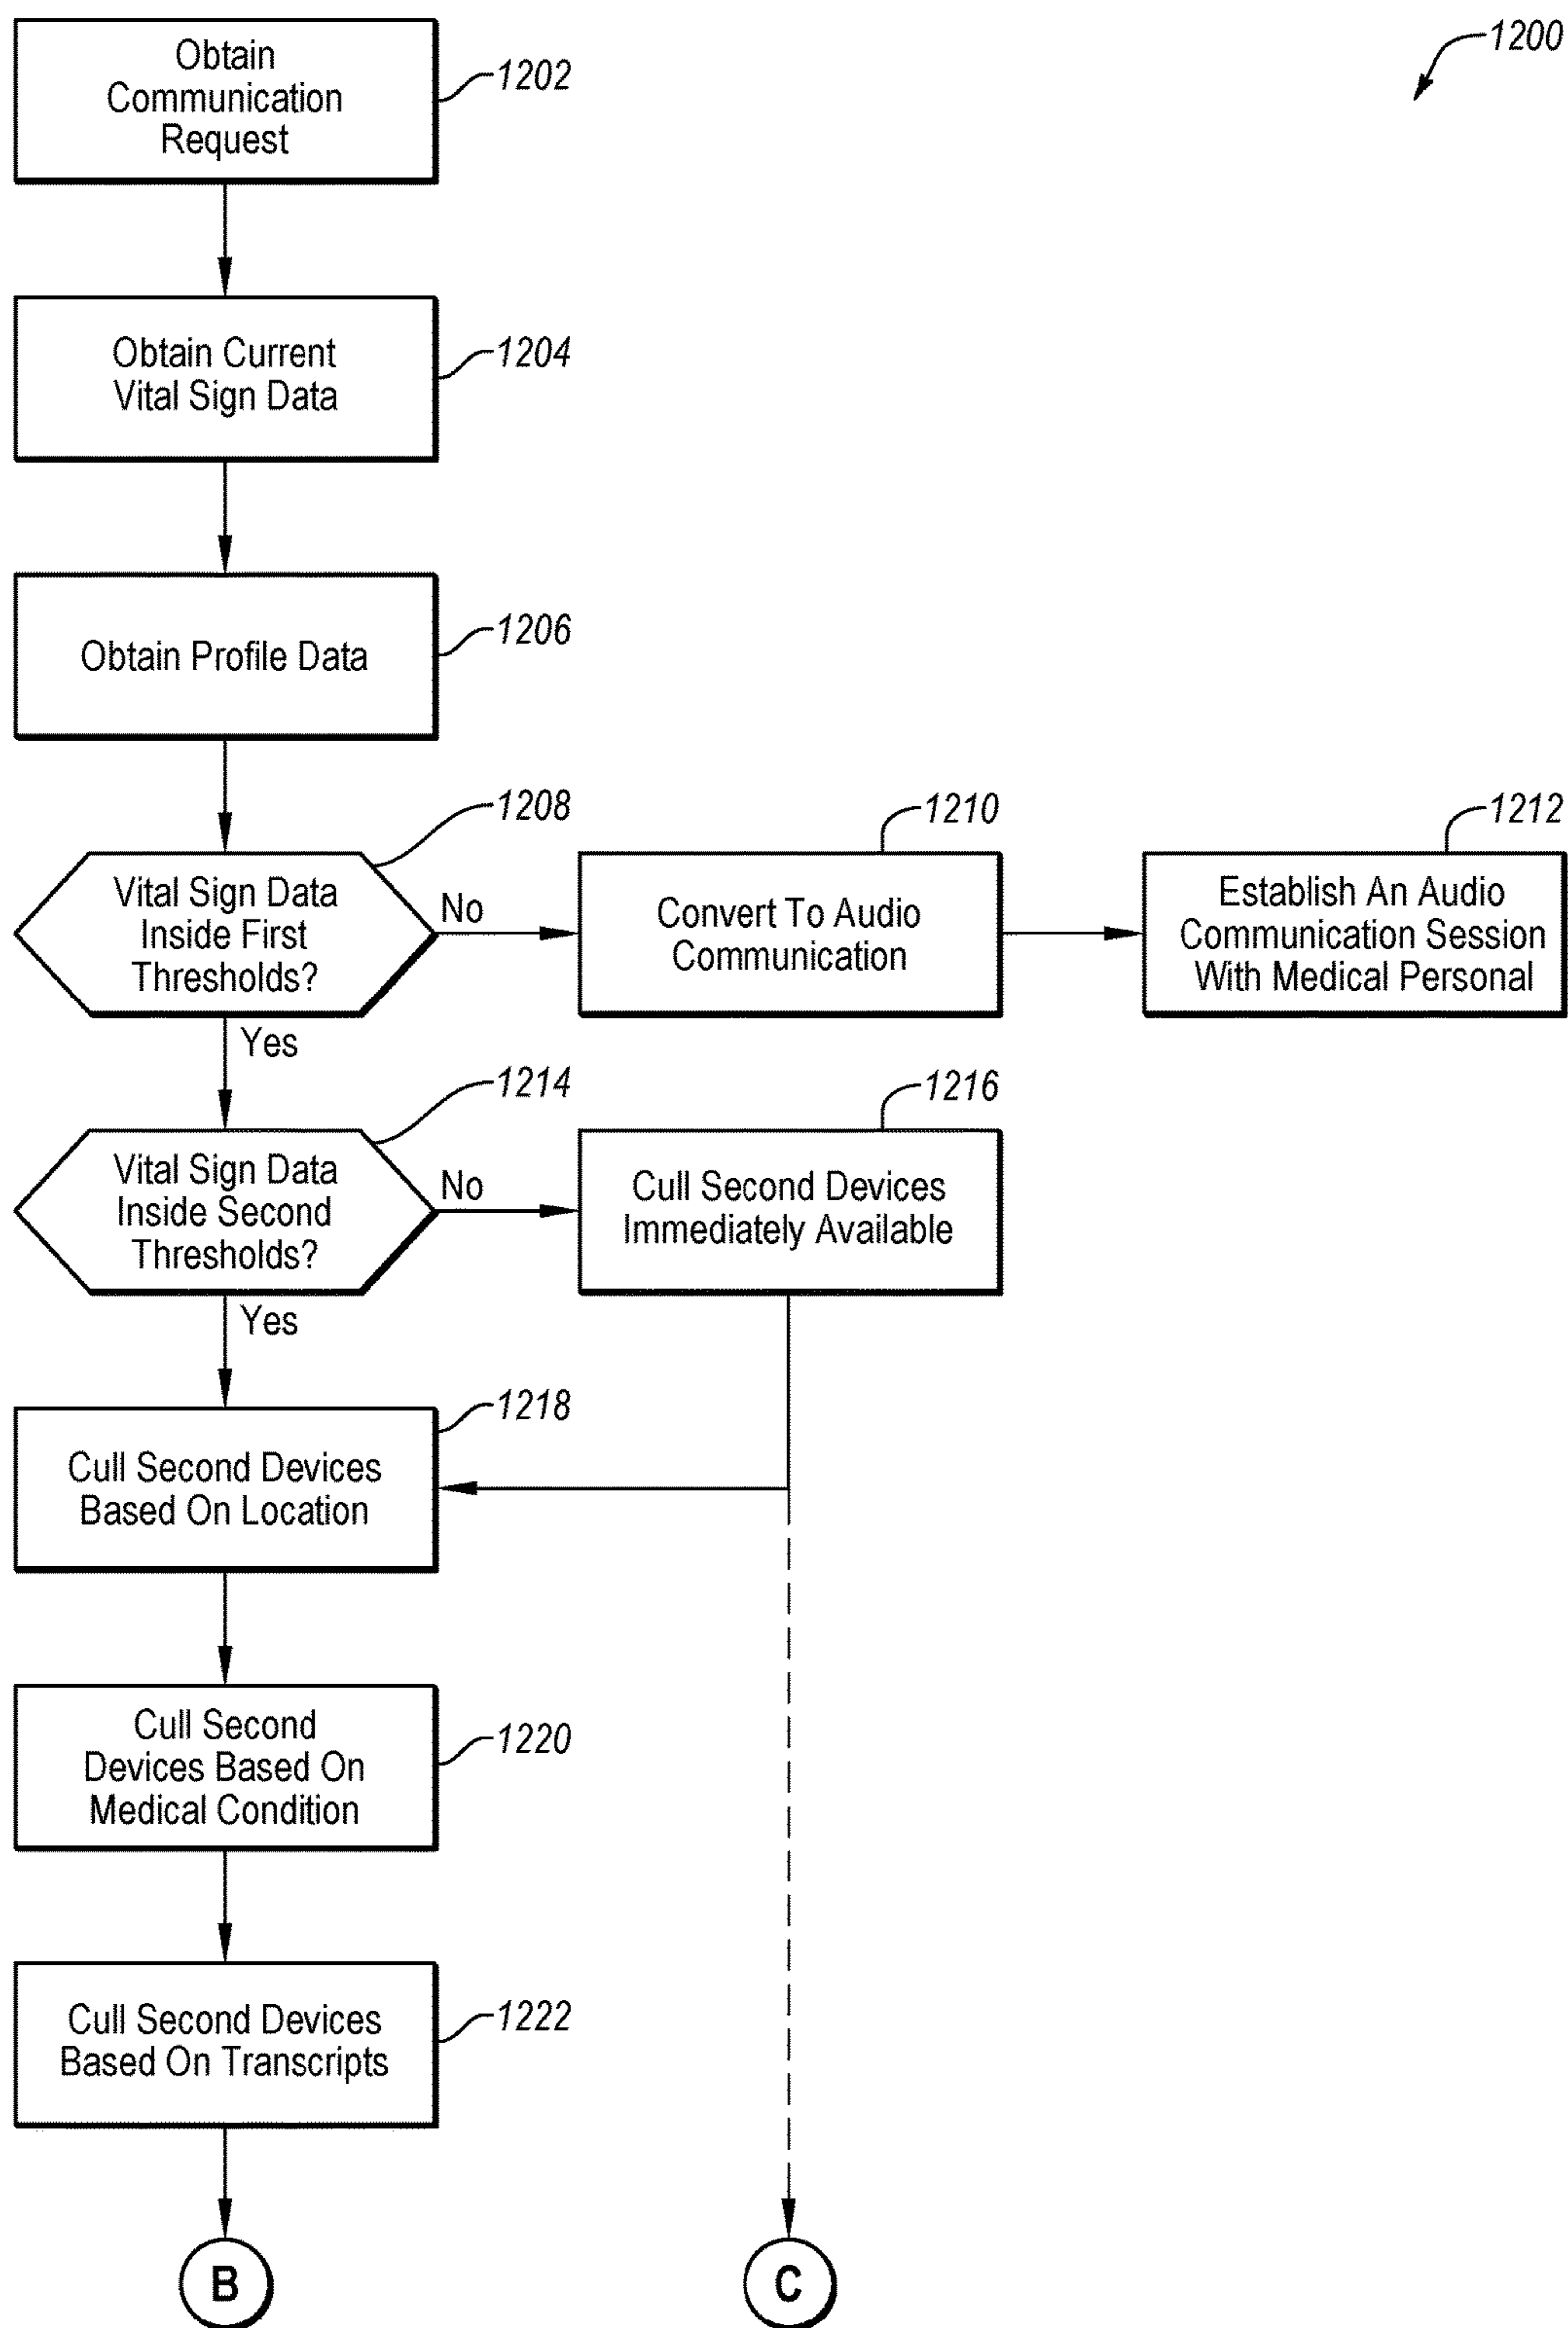 1200
Obtain
Communication
Request
1202
Obtain Current
Vital Sign Data
1204
Obtain Profile Data
1206
Vital Sign Data
Inside First
Thresholds?
1208
No
Yes
Convert To Audio
Communication
1210
Establish An Audio
Communication Session
With Medical Personal
1212
Vital Sign Data
Inside Second
Thresholds?
1214
No
Yes
Cull Second Devices
Immediately Available
1216
Cull Second Devices
Based On Location
1218
Cull Second
Devices Based On
Medical Condition
1220
Cull Second Devices
Based On Transcripts
1222
B
C